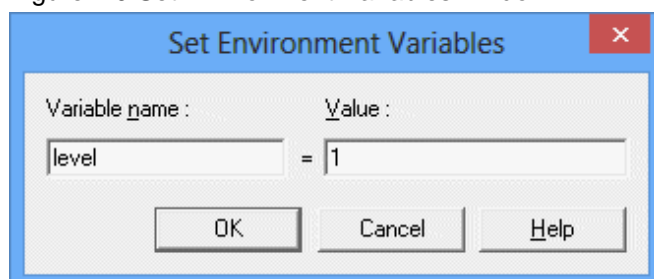 Set Environment Variables
Variable name : Value :
level = 1
OK Cancel Help